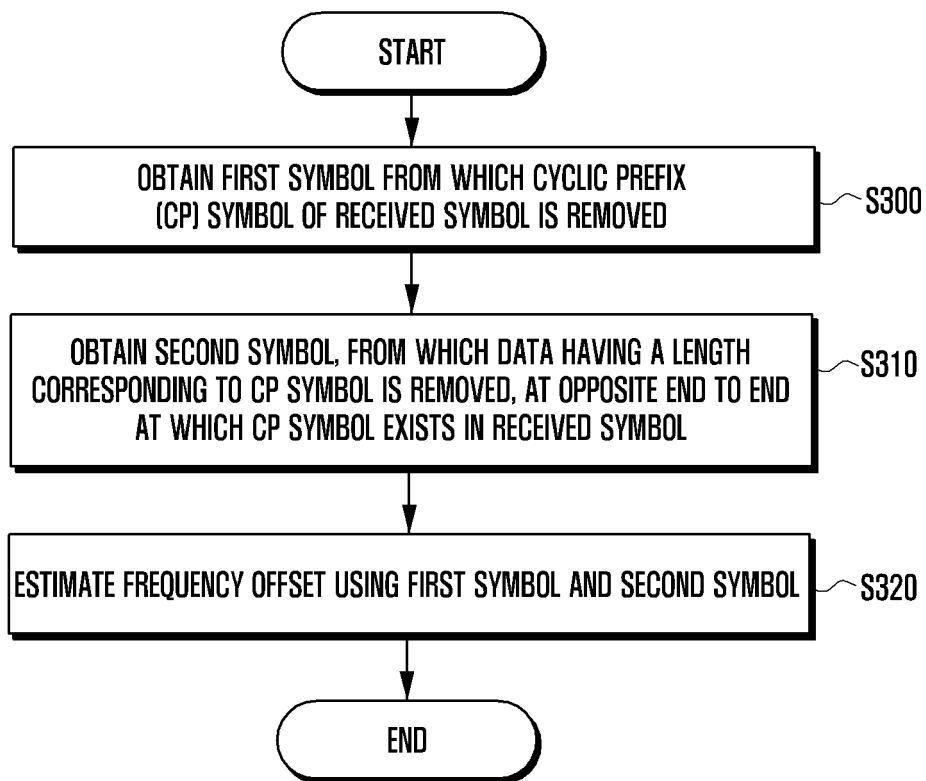 START
OBTAIN FIRST SYMBOL FROM WHICH CYCLIC PREFIX
(CP) SYMBOL OF RECEIVED SYMBOL IS REMOVED
S300
OBTAIN SECOND SYMBOL, FROM WHICH DATA HAVING A LENGTH
CORRESPONDING TO CP SYMBOL IS REMOVED, AT OPPOSITE END TO END
AT WHICH CP SYMBOL EXISTS IN RECEIVED SYMBOL
S310
ESTIMATE FREQUENCY OFFSET USING FIRST SYMBOL AND SECOND SYMBOL
S320
END